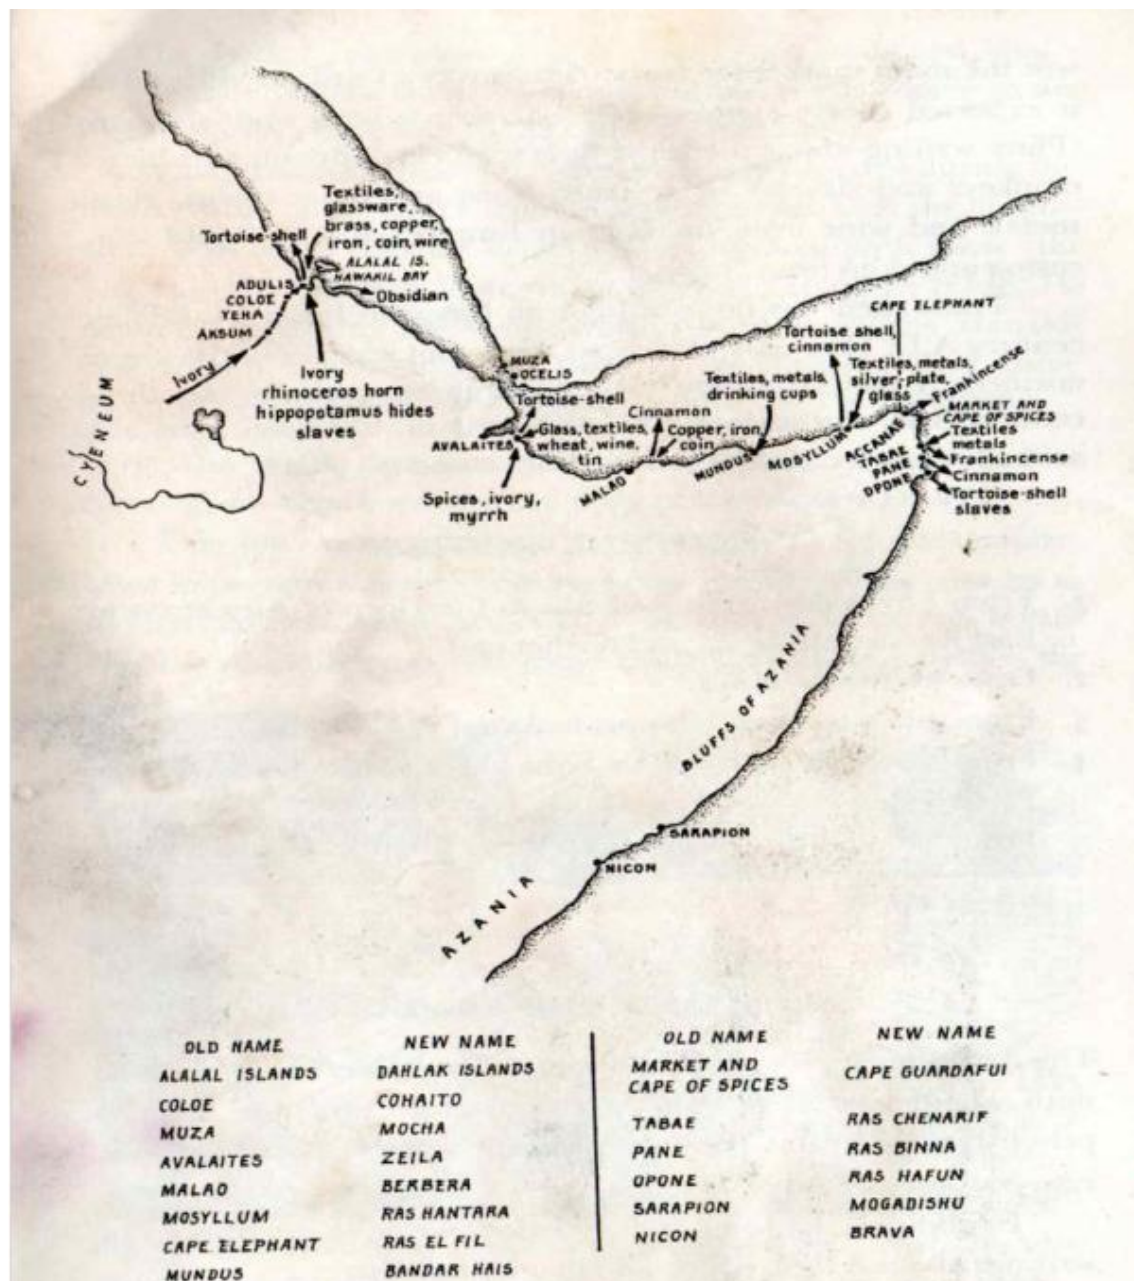 Textiles,
glassware,
brass, copper,
iron, coin, wire
Tortoise-shell
ALALAL IS.
HAWAKIL BAY
ADULIS
Obsidian
COLOE
YEHA
AKSUM
Ivory
Ivory
rhinoceros horn
hippopotamus hides
slaves
CYENEUM
MUZA
OCELIS
Tortoise-shell
AVALAITES
Glass, textiles,
wheat, wine,
tin
Spices, ivory,
myrrh
Cinnamon
Copper, iron,
coin
MALAO
Textiles, metals,
drinking cups
MUNDUS
Tortoise shell,
cinnamon
MOSYLLUM
CAPE ELEPHANT
Textiles, metals,
silver, plate,
glass
Frankincense
MARKET AND
CAPE OF SPICES
ACCANAE
TABAE
PANE
OPONE
Textiles
metals
Frankincense
Cinnamon
Tortoise-shell
slaves
BLUFFS OF AZANIA
SARAPION
NICON
AZANIA
OLD NAME NEW NAME
ALALAL ISLANDS DAHLAK ISLANDS
COLOE COHAITO
MUZA MOCHA
AVALAITES ZEILA
MALAO BERBERA
MOSYLLUM RAS HANTARA
CAPE ELEPHANT RAS EL FIL
MUNDUS BANDAR HAIS
OLD NAME NEW NAME
MARKET AND
CAPE OF SPICES CAPE GUARDAFUI
TABAE RAS CHENARIF
PANE RAS BINNA
OPONE RAS HAFUN
SARAPION MOGADISHU
NICON BRAVA